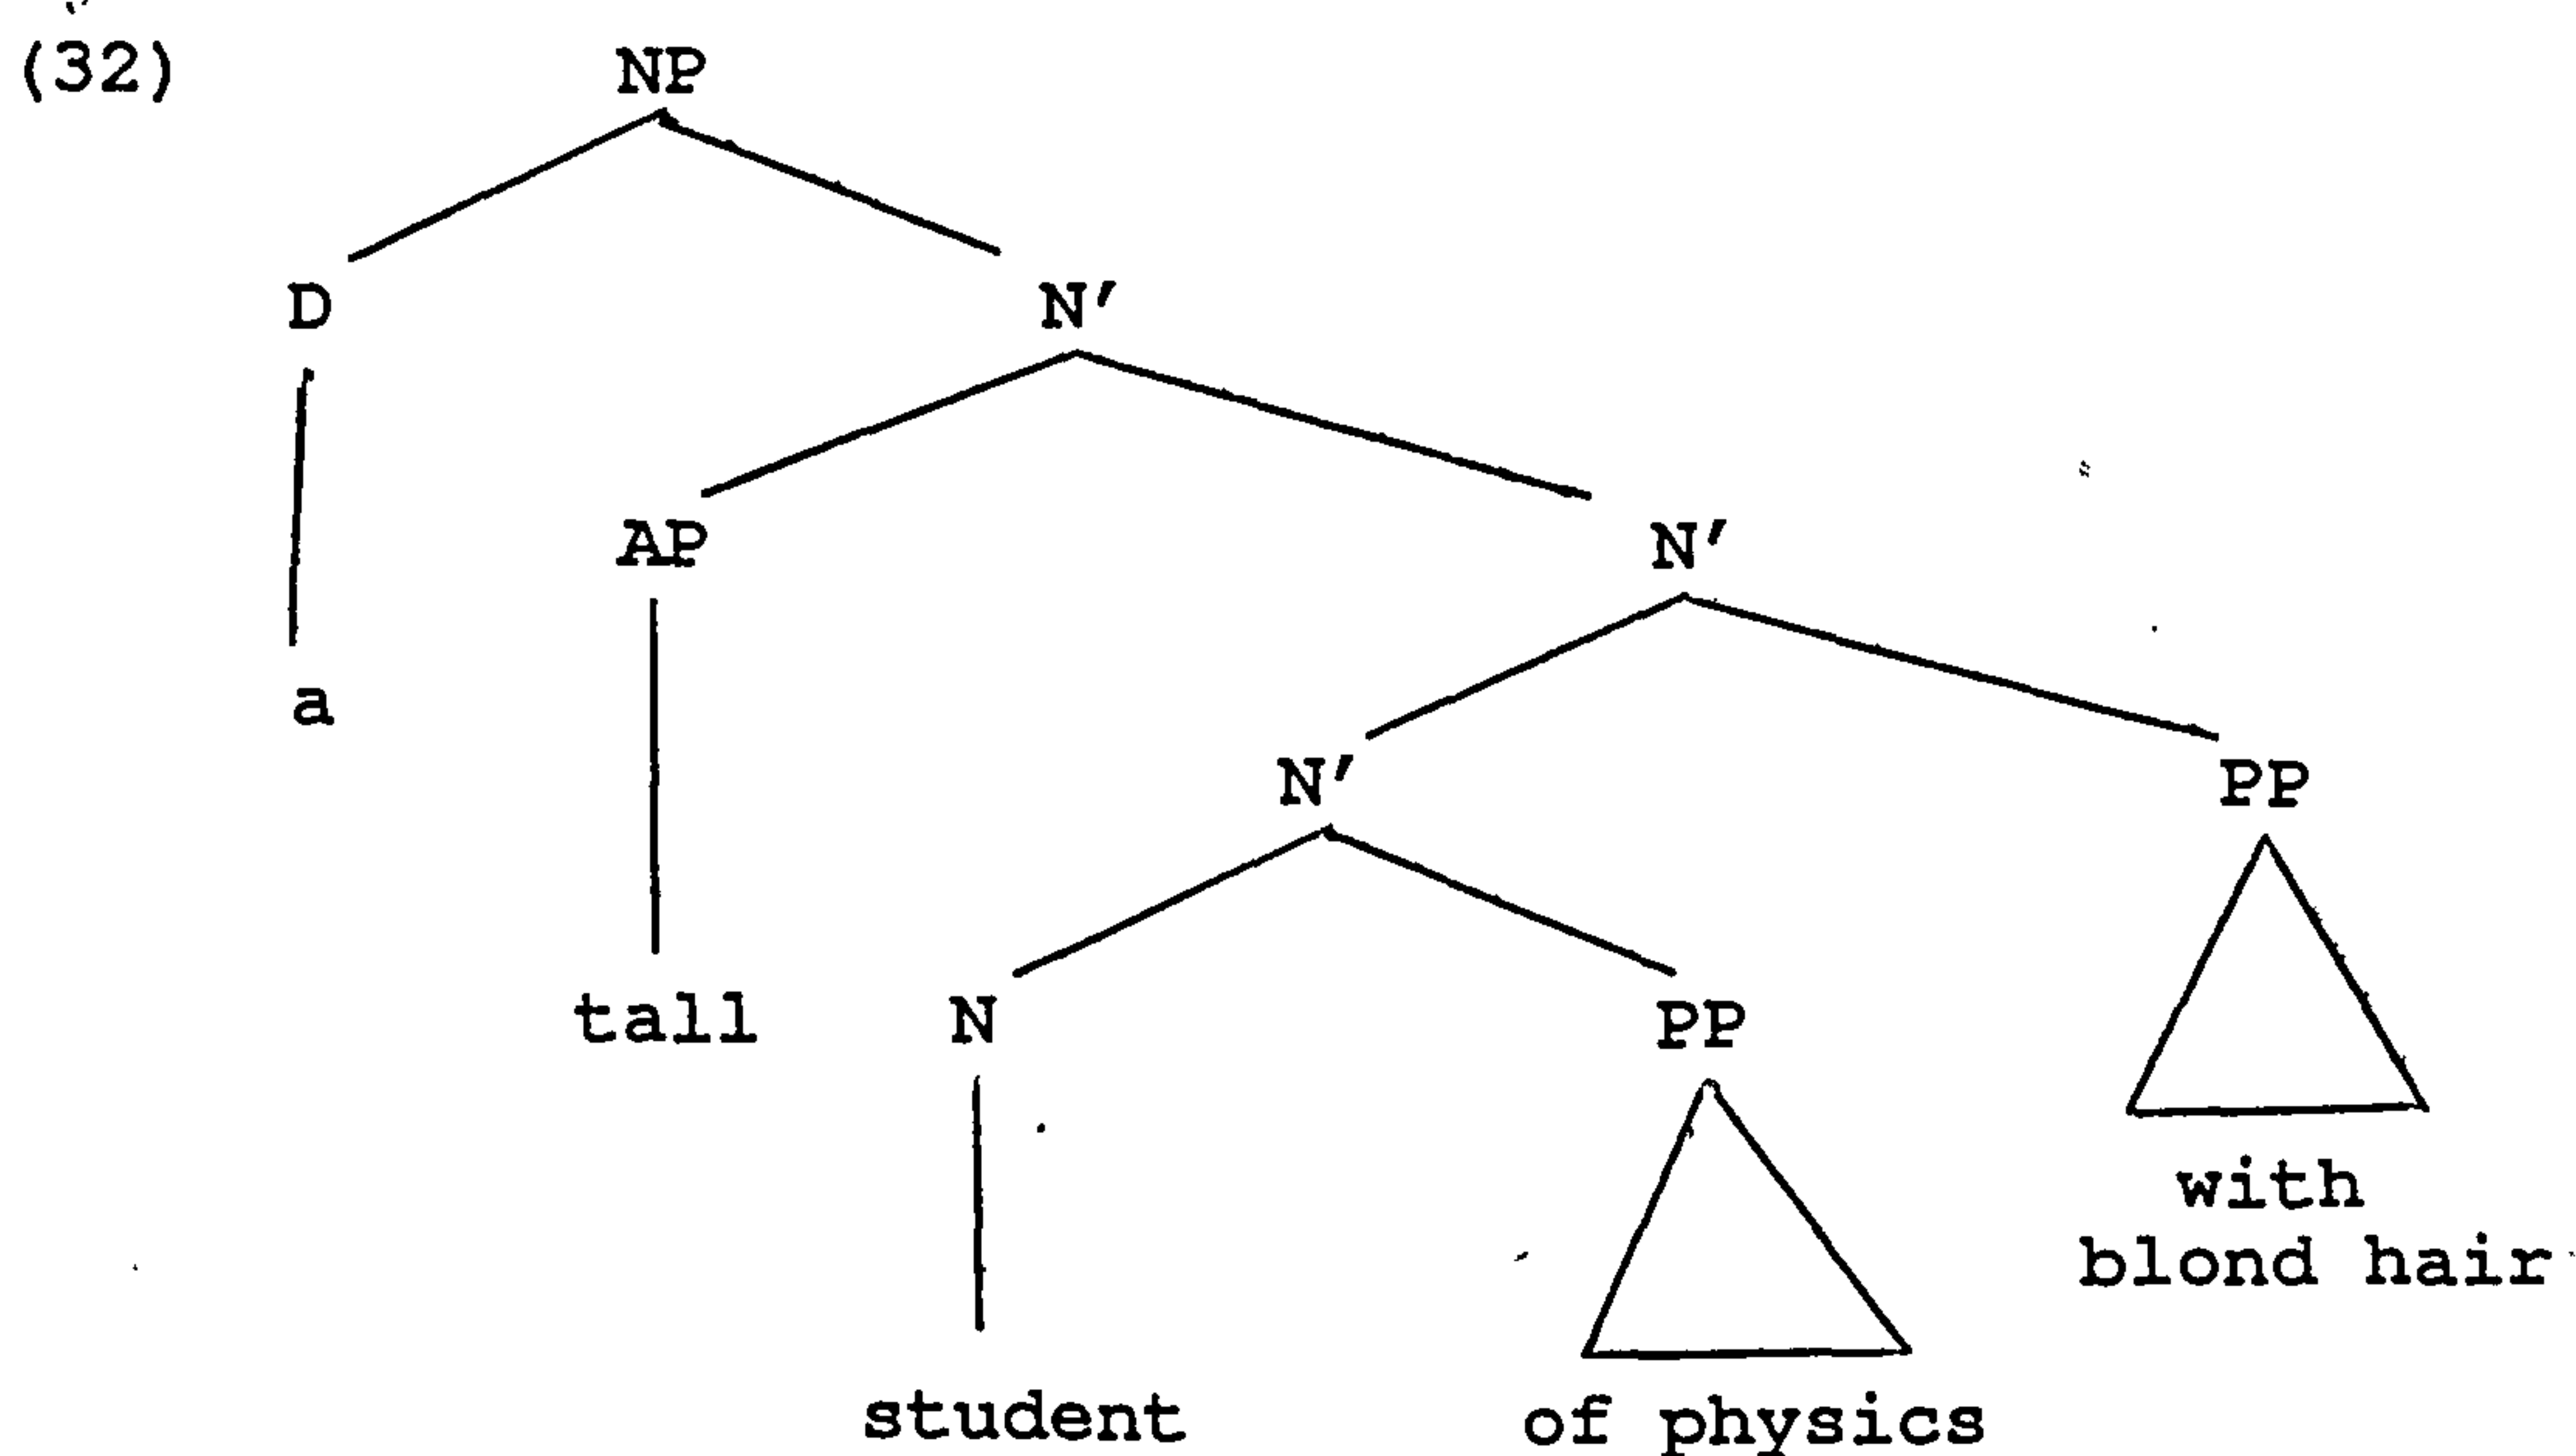 (32) NP
D N'
AP N'
a
N' PP
tall N PP
with
blond hair
student of physics